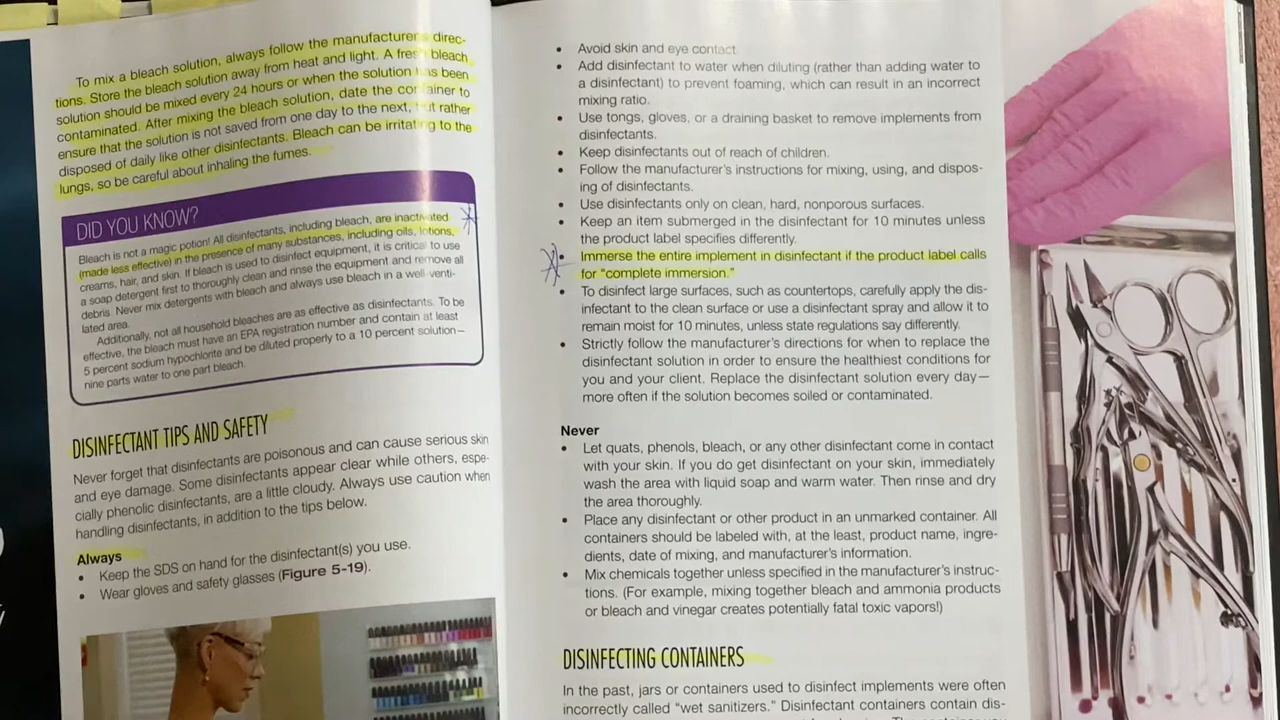 To mix a bleach solution, always follow the manufacturer's direc-
tions. Store the bleach solution away from heat and light. A fresh bleach
solution should be mixed every 24 hours or when the solution has been
contaminated. After mixing the bleach solution, date the container to
ensure that the solution is not saved from one day to the next, but rather
disposed of daily like other disinfectants. Bleach can be irritating to the
lungs, so be careful about inhaling the fumes.
DID YOU KNOW?
Bleach is not a magic potion! All disinfectants, including bleach, are inactivated
(made less effective) in the presence of many substances, including oils, lotions,
creams, hair, and skin. If bleach is used to disinfect equipment, it is critical to use
a soap detergent first to thoroughly clean and rinse the equipment and remove all
debris. Never mix detergents with bleach and always use bleach in a well-venti-
lated area.
Additionally, not all household bleaches are as effective as disinfectants. To be
effective, the bleach must have an EPA registration number and contain at least
5 percent sodium hypochlorite and be diluted properly to a 10 percent solution—
nine parts water to one part bleach.
DISINFECTANT TIPS AND SAFETY
Never forget that disinfectants are poisonous and can cause serious skin
and eye damage. Some disinfectants appear clear while others, espe-
cially phenolic disinfectants, are a little cloudy. Always use caution when
handling disinfectants, in addition to the tips below.
Always
• Keep the SDS on hand for the disinfectant(s) you use.
• Wear gloves and safety glasses (Figure 5-19).
• Avoid skin and eye contact
• Add disinfectant to water when diluting (rather than adding water to
a disinfectant) to prevent foaming, which can result in an incorrect
mixing ratio.
• Use tongs, gloves, or a draining basket to remove implements from
disinfectants.
• Keep disinfectants out of reach of children.
• Follow the manufacturer's instructions for mixing, using, and dispos-
ing of disinfectants.
• Use disinfectants only on clean, hard, nonporous surfaces.
• Keep an item submerged in the disinfectant for 10 minutes unless
the product label specifies differently.
• Immerse the entire implement in disinfectant if the product label calls
for "complete immersion."
• To disinfect large surfaces, such as countertops, carefully apply the dis-
infectant to the clean surface or use a disinfectant spray and allow it to
remain moist for 10 minutes, unless state regulations say differently.
• Strictly follow the manufacturer's directions for when to replace the
disinfectant solution in order to ensure the healthiest conditions for
you and your client. Replace the disinfectant solution every day—
more often if the solution becomes soiled or contaminated.
Never
• Let quats, phenols, bleach, or any other disinfectant come in contact
with your skin. If you do get disinfectant on your skin, immediately
wash the area with liquid soap and warm water. Then rinse and dry
the area thoroughly.
• Place any disinfectant or other product in an unmarked container. All
containers should be labeled with, at the least, product name, ingre-
dients, date of mixing, and manufacturer's information.
• Mix chemicals together unless specified in the manufacturer's instruc-
tions. (For example, mixing together bleach and ammonia products
or bleach and vinegar creates potentially fatal toxic vapors!)
DISINFECTING CONTAINERS
In the past, jars or containers used to disinfect implements were often
incorrectly called "wet sanitizers." Disinfectant containers contain dis-